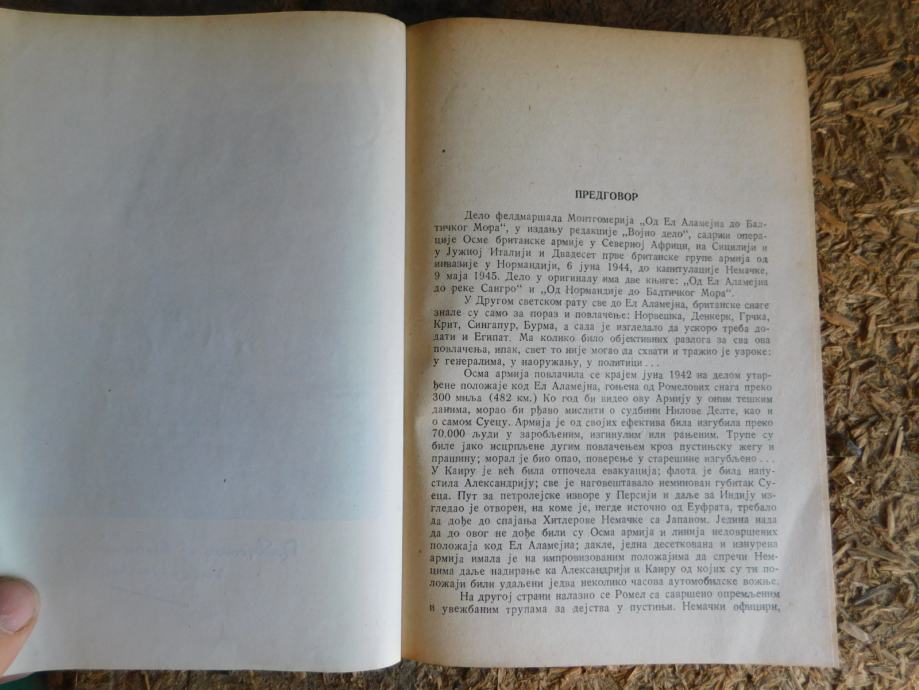 ПРЕДГОВОР
Дело фелдмаршала Монтгомерија „Од Ел Аламејна до Бал-
тичког Мора“, у издању редакције „Војно дело“, садржи опера-
ције Осме британске армије у Северној Африци, на Сицилији и
у Јужној Италији и Двадесет прве британске групе армија од
инвазије у Нормандији, 6 јуна 1944, до капитулације Немачке,
9 маја 1945. Дело у оригиналу има две књиге: „Од Ел Аламејна
до реке Сангро“ и „Од Нормандије до Балтичког Мора“.
У Другом светском рату све до Ел Аламејна, британске снаге
знале су само за пораз и повлачење: Норвешка, Денкерк, Грчка,
Крит, Сингапур, Бурма, а сада је изгледало да ускоро треба до-
дати и Египат. Ма колико било објективних разлога за сва ова
повлачења, ипак, свет то није могао да схвати и тражио је узроке:
у генералима, у наоружању, у политици...
Осма армија повлачила се крајем јуна 1942 на делом утвр-
ђене положаје код Ел Аламејна, гоњена од Ромелових снага преко
300 миља (482 км.) Ко год би видео ову Армију у оним тешким
данима, морао би рђаво мислити о судбини Нилове Делте, као и
о самом Суецу. Армија је од својих ефектива била изгубила преко
70.000 људи у заробљеним, изгинулим или рањеним. Трупе су
биле јако исцрпљене дугим повлачењем кроз пустињску жегу и
прашину; морал је био опао, поверење у старешине изгубљено...
У Каиру је већ била отпочела евакуација; флота је била напу-
стила Александрију; све је наговештавало неминован губитак Су-
еца. Пут за петролејске изворе у Персији и даље за Индију из-
гледао је отворен, на коме је, негде источно од Еуфрата, требало
да дође до спајања Хитлерове Немачке са Јапаном. Једина нада
да до овог не дође били су Осма армија и линија недовршених
положаја код Ел Аламејна; дакле, једна десеткована и изнурена
армија имала је на импровизованим положајима да спречи Нем-
цима даље надирање ка Александрији и Каиру од којих су ти по-
ложаји били удаљени једва неколико часова аутомобилске вожње.
На другој страни налазио се Ромел са савршено опремљеним
и увежбаним трупама за дејства у пустињи. Немачки официри,